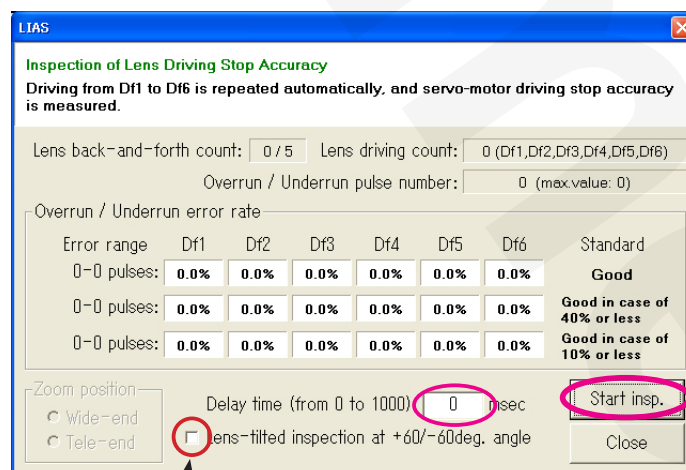 LIAS
Inspection of Lens Driving Stop Accuracy
Driving from Df1 to Df6 is repeated automatically, and servo-motor driving stop accuracy
is measured.
Lens back-and-forth count: 0 / 5 Lens driving count: 0 (Df1,Df2,Df3,Df4,Df5,Df6)
Overrun / Underrun pulse number: 0 (max.value: 0)
Overrun / Underrun error rate
Error range Df1 Df2 Df3 Df4 Df5 Df6 Standard
0-0 pulses: 0.0% 0.0% 0.0% 0.0% 0.0% 0.0% Good
0-0 pulses: 0.0% 0.0% 0.0% 0.0% 0.0% 0.0% Good in case of
40% or less
0-0 pulses: 0.0% 0.0% 0.0% 0.0% 0.0% 0.0% Good in case of
10% or less
Zoom position
Wide-end
Tele-end
Delay time (from 0 to 1000) 0 msec
Lens-tilted inspection at +60/-60deg. angle
Start insp.
Close